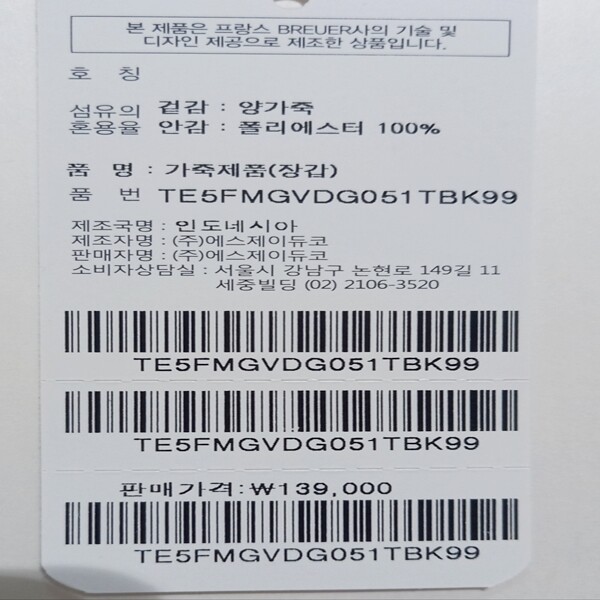 본 제품은 프랑스 BREUER사의 기술 및
디자인 제공으로 제조한 상품입니다.
호 칭
섬유의 겉감 : 양가죽
혼용율 안감 : 폴리에스터 100%
품 명 : 가죽제품(장갑)
품 번 TE5FMGVDG051TBK99
제조국명 : 인도네시아
제조자명 : (주)에스제이듀코
판매자명 : (주)에스제이듀코
소비자상담실 : 서울시 강남구 논현로 149길 11
세중빌딩 (02) 2106-3520
TE5FMGVDG051TBK99
TE5FMGVDG051TBK99
판매가격:₩139,000
TE5FMGVDG051TBK99